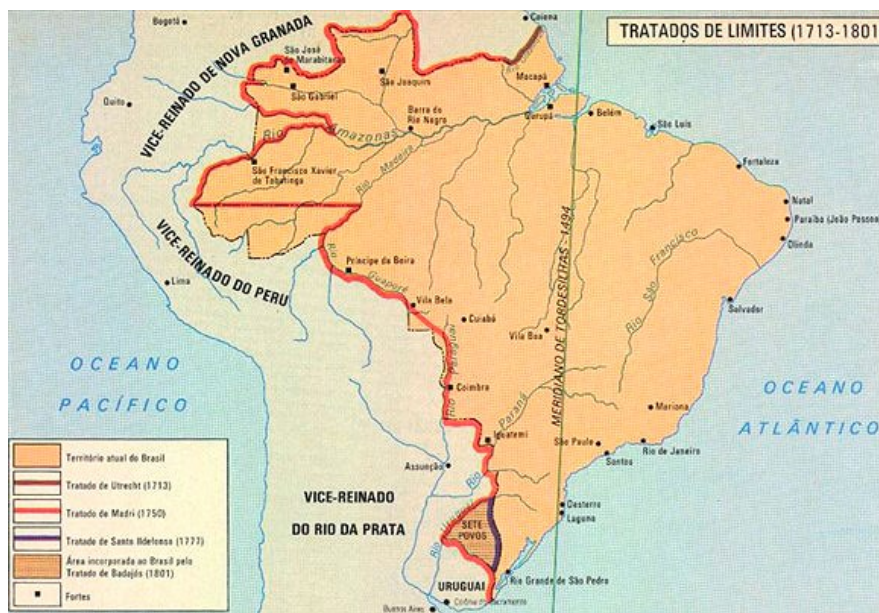 TRATADOS DE LIMITES (1713-1801
Bogotá
Caiena
VICE-REINADO DE NOVA GRANADA
São José
de Marabitacas
São Joaquim
São Gabriel
Quito
Macapá
Barra do
Rio Negro
Gurupá
Belém
São Luís
Rio Amazonas
Fortaleza
São Francisco Xavier
de Tabatinga
Rio Madeira
Natal
Paraíba (João Pessoa
Olinda
MERIDIANO DE TORDESILHAS - 1494
Rio São Francisco
VICE-REINADO DO PERU
Lima
Príncipe da Beira
Rio Guaporé
Vila Bela
Salvador
Cuiabá
Vila Boa
Rio Paraguai
OCEANO
PACÍFICO
Coimbra
Rio Paraná
Mariana
OCEANO
ATLÂNTICO
Iguatemi
São Paulo
Rio de Janeiro
Santos
Assunção
VICE-REINADO
DO RIO DA PRATA
SETE
POVOS
Rio Uruguai
Desterro
Laguna
Rio Grande de São Pedro
URUGUAI
Buenos Aires
Território atual do Brasil
Tratado de Utrecht (1713)
Tratado de Madri (1750)
Tratado de Santo Ildefonso (1777)
Área incorporada ao Brasil pelo
Tratado de Badajós (1801)
Fortes